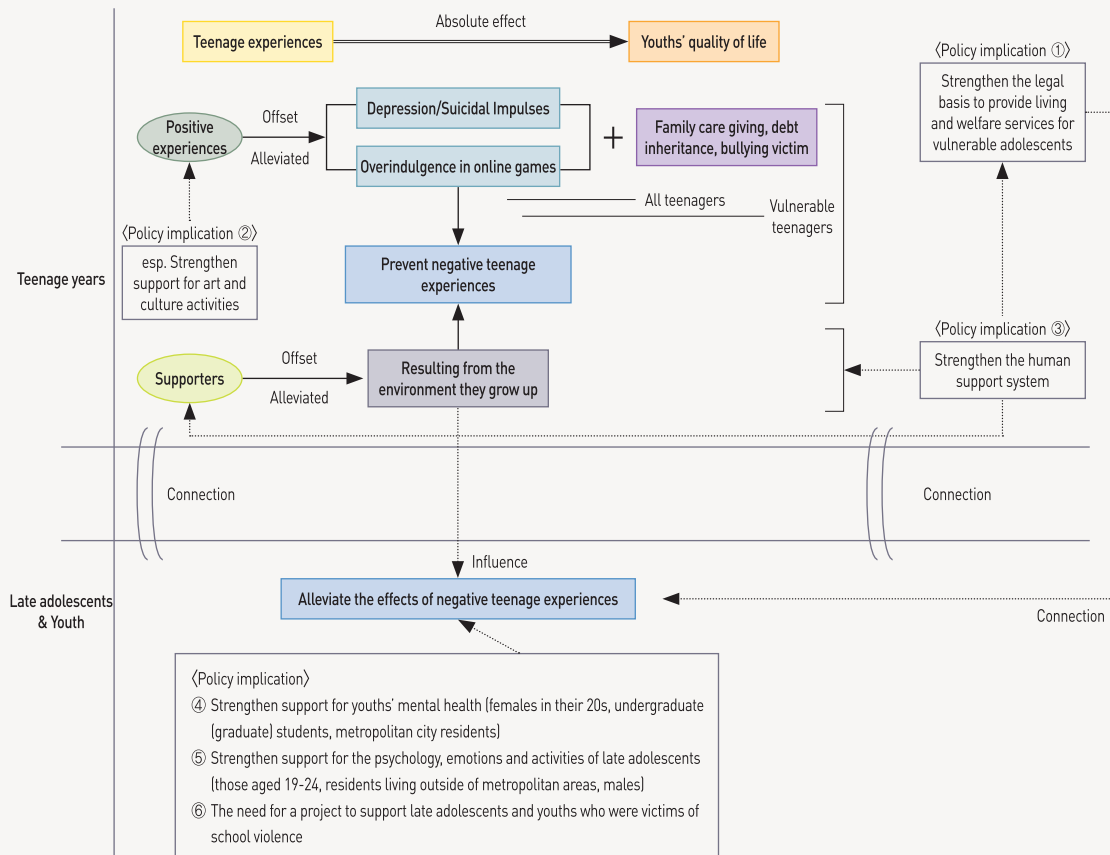 Absolute effect
Teenage experiences
Youths’ quality of life
〈Policy implication ①〉
Strengthen the legal
basis to provide living
and welfare services for
vulnerable adolescents
Positive
experiences
Offset
Alleviated
Depression/Suicidal Impulses
Overindulgence in online games
+
Family care giving, debt
inheritance, bullying victim
All teenagers
Vulnerable
teenagers
〈Policy implication ②〉
esp. Strengthen
support for art and
culture activities
Teenage years
Prevent negative teenage
experiences
〈Policy implication ③〉
Strengthen the human
support system
Supporters
Offset
Alleviated
Resulting from the
environment they grow up
Connection
Connection
Influence
Late adolescents
& Youth
Alleviate the effects of negative teenage experiences
Connection
〈Policy implication〉
④ Strengthen support for youths’ mental health (females in their 20s, undergraduate
(graduate) students, metropolitan city residents)
⑤ Strengthen support for the psychology, emotions and activities of late adolescents
(those aged 19-24, residents living outside of metropolitan areas, males)
⑥ The need for a project to support late adolescents and youths who were victims of
school violence